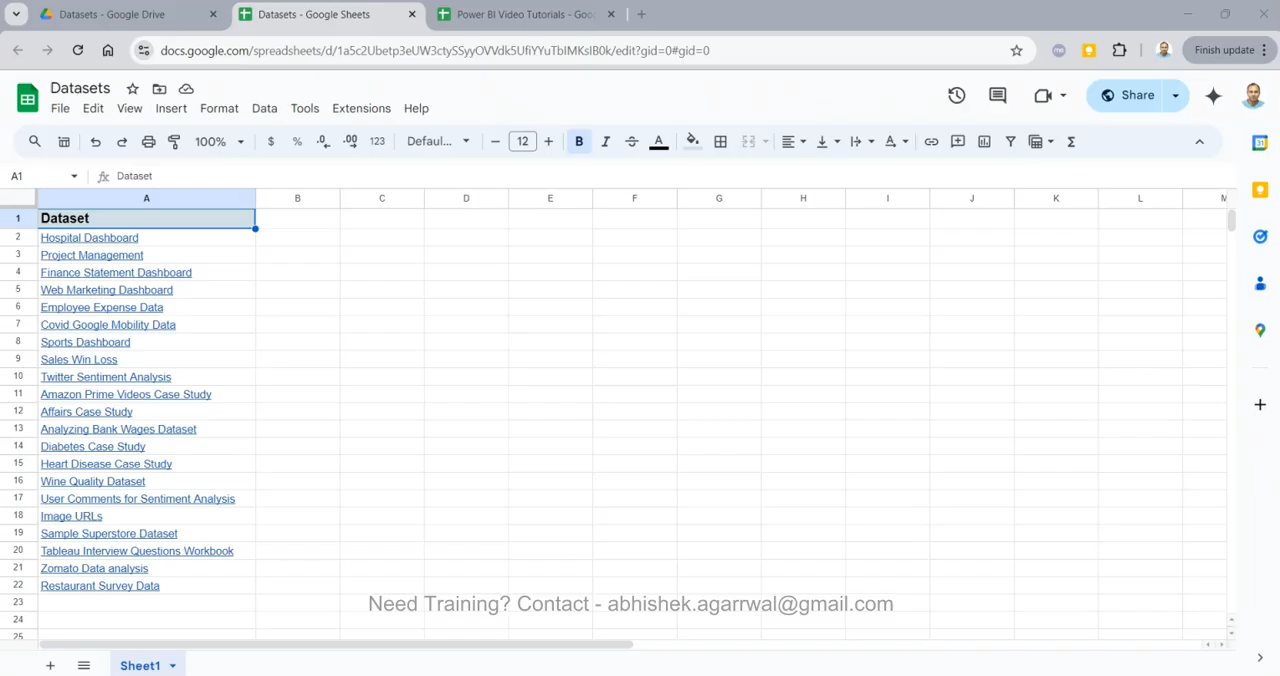 Datasets - Google Drive
Datasets - Google Sheets
Power BI Video Tutorials - Goo
docs.google.com/spreadsheets/d/1a5c2Ubetp3eUW3ctySSyyOVVdk5UfiYYuTbIMKsIB0k/edit?gid=0#gid=0
Finish update
Datasets
File Edit View Insert Format Data Tools Extensions Help
Share
100% $ % .0 .00 123 Defaul... 12 B I A
A1 fx Dataset
A B C D E F G H I J K L M
1 Dataset
2 Hospital Dashboard
3 Project Management
4 Finance Statement Dashboard
5 Web Marketing Dashboard
6 Employee Expense Data
7 Covid Google Mobility Data
8 Sports Dashboard
9 Sales Win Loss
10 Twitter Sentiment Analysis
11 Amazon Prime Videos Case Study
12 Affairs Case Study
13 Analyzing Bank Wages Dataset
14 Diabetes Case Study
15 Heart Disease Case Study
16 Wine Quality Dataset
17 User Comments for Sentiment Analysis
18 Image URLs
19 Sample Superstore Dataset
20 Tableau Interview Questions Workbook
21 Zomato Data analysis
22 Restaurant Survey Data
23
Need Training? Contact - abhishek.agarrwal@gmail.com
24
25
Sheet1